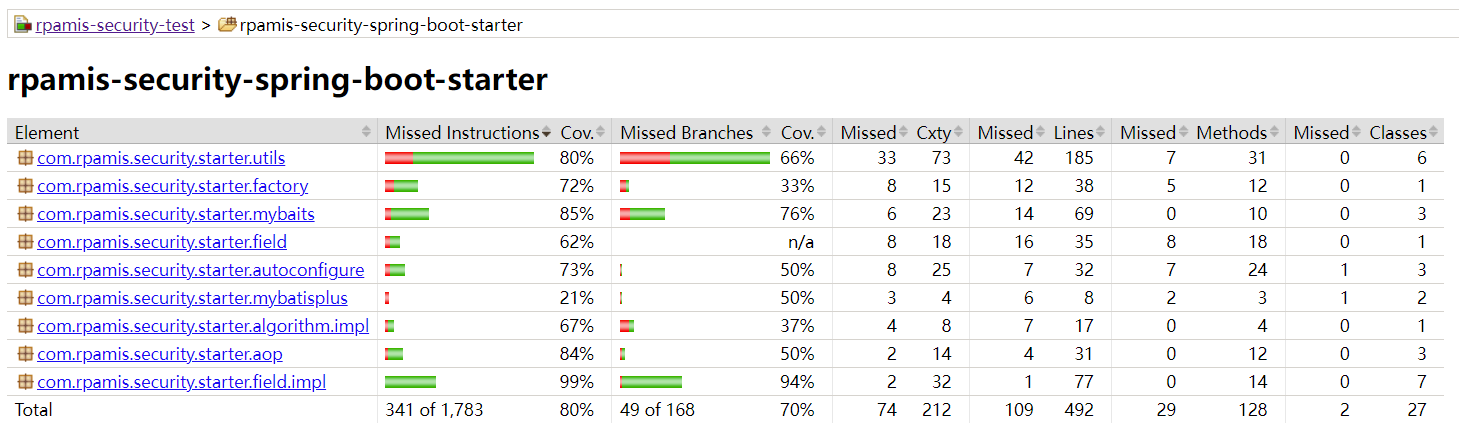 rpamis-security-test > rpamis-security-spring-boot-starter
rpamis-security-spring-boot-starter
Element Missed Instructions Cov. Missed Branches Cov. Missed Cxty Missed Lines Missed Methods Missed Classes
com.rpamis.security.starter.utils 80% 66% 33 73 42 185 7 31 0 6
com.rpamis.security.starter.factory 72% 33% 8 15 12 38 5 12 0 1
com.rpamis.security.starter.mybaits 85% 76% 6 23 14 69 0 10 0 3
com.rpamis.security.starter.field 62% n/a 8 18 16 35 8 18 0 1
com.rpamis.security.starter.autoconfigure 73% 50% 8 25 7 32 7 24 1 3
com.rpamis.security.starter.mybatisplus 21% 50% 3 4 6 8 2 3 1 2
com.rpamis.security.starter.algorithm.impl 67% 37% 4 8 7 17 0 4 0 1
com.rpamis.security.starter.aop 84% 50% 2 14 4 31 0 12 0 3
com.rpamis.security.starter.field.impl 99% 94% 2 32 1 77 0 14 0 7
Total 341 of 1,783 80% 49 of 168 70% 74 212 109 492 29 128 2 27